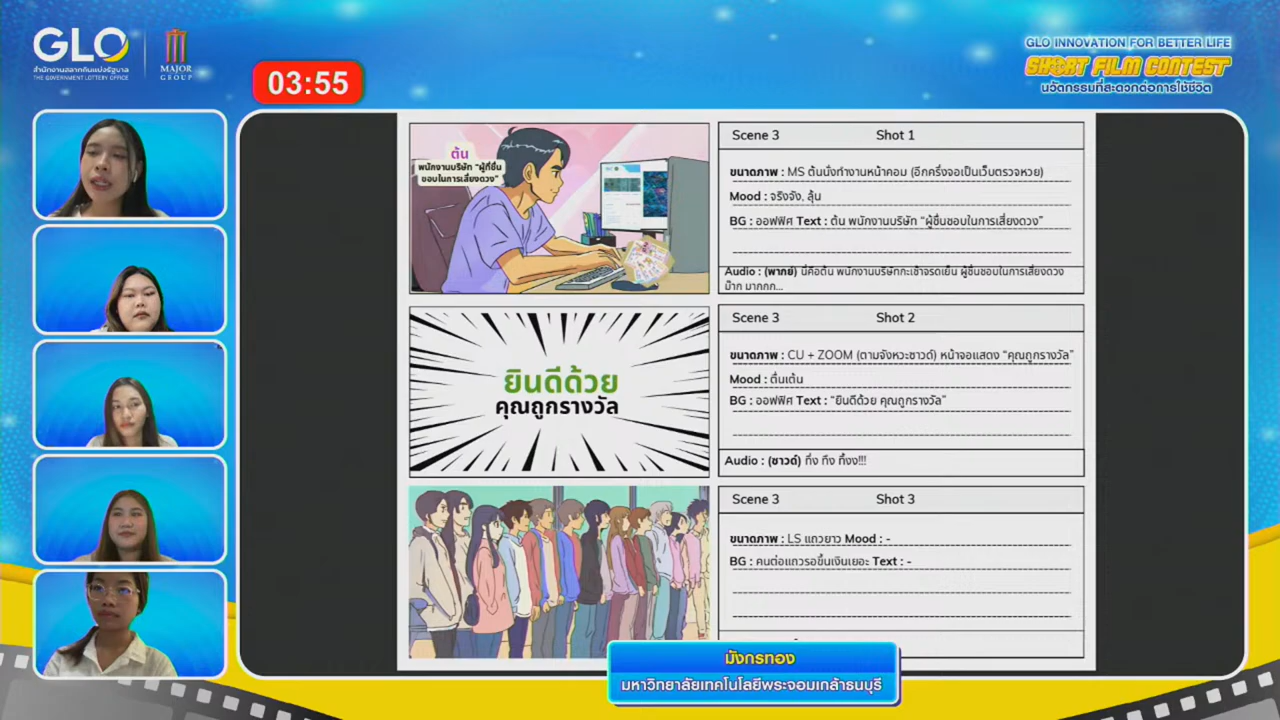 GLO
สำนักงานสลากกินแบ่งรัฐบาล
THE GOVERNMENT LOTTERY OFFICE
MAJOR
GROUP
03:55
GLO INNOVATION FOR BETTER LIFE
SHORT FILM CONTEST
นวัตกรรมที่สะดวกต่อการใช้ชีวิต
ต้น
พนักงานบริษัท “ผู้ที่ชื่น
ชอบในการเสี่ยงดวง”
Scene 3 Shot 1
ขนาดภาพ : MS ต้นนั่งทำงานหน้าคอม (อีกครึ่งจอเป็นเว็บตรวจหวย)
Mood : จริงจัง, ลุ้น
BG : ออฟฟิศ Text : ต้น พนักงานบริษัท “ผู้ชื่นชอบในการเสี่ยงดวง”
Audio : (พากย์) นี่คือต้น พนักงานบริษัทกะเช้าจรดเย็น ผู้ชื่นชอบในการเสี่ยงดวง
ม๊าก มากกก...
ยินดีด้วย
คุณถูกรางวัล
Scene 3 Shot 2
ขนาดภาพ : CU + ZOOM (ตามจังหวะซาวด์) หน้าจอแสดง “คุณถูกรางวัล”
Mood : ตื่นเต้น
BG : ออฟฟิศ Text : “ยินดีด้วย คุณถูกรางวัล”
Audio : (ซาวด์) กึ่ง กึง กึ้งง!!!
Scene 3 Shot 3
ขนาดภาพ : LS แถวยาว Mood : -
BG : คนต่อแถวรอขึ้นเงินเยอะ Text : -
มังกรทอง
มหาวิทยาลัยเทคโนโลยีพระจอมเกล้าธนบุรี